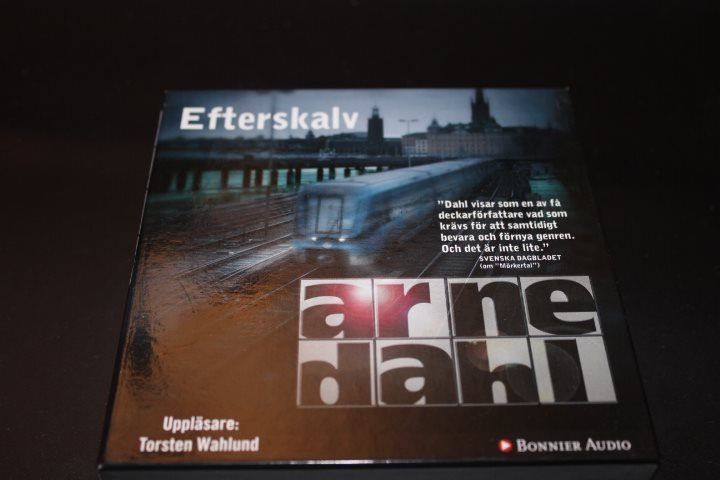 Efterskalv
"Dahl visar som en av få
deckarförfattare vad som
krävs för att samtidigt
bevara och förnya genren.
Och det är inte lite."
SVENSKA DAGBLADET
(om "Mörkertal")
arne
dahl
Uppläsare:
Torsten Wahlund
BONNIER AUDIO